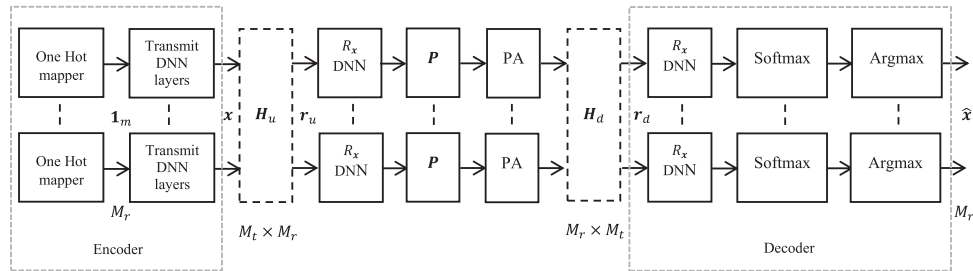 One Hot
mapper
Transmit
DNN
layers
R_x
DNN
P
PA
R_x
DNN
Softmax
Argmax
1_m
x
H_u
r_u
H_d
r_d
x̂
One Hot
mapper
Transmit
DNN
layers
R_x
DNN
P
PA
R_x
DNN
Softmax
Argmax
M_r
M_t × M_r
M_r × M_t
M_r
Encoder
Decoder